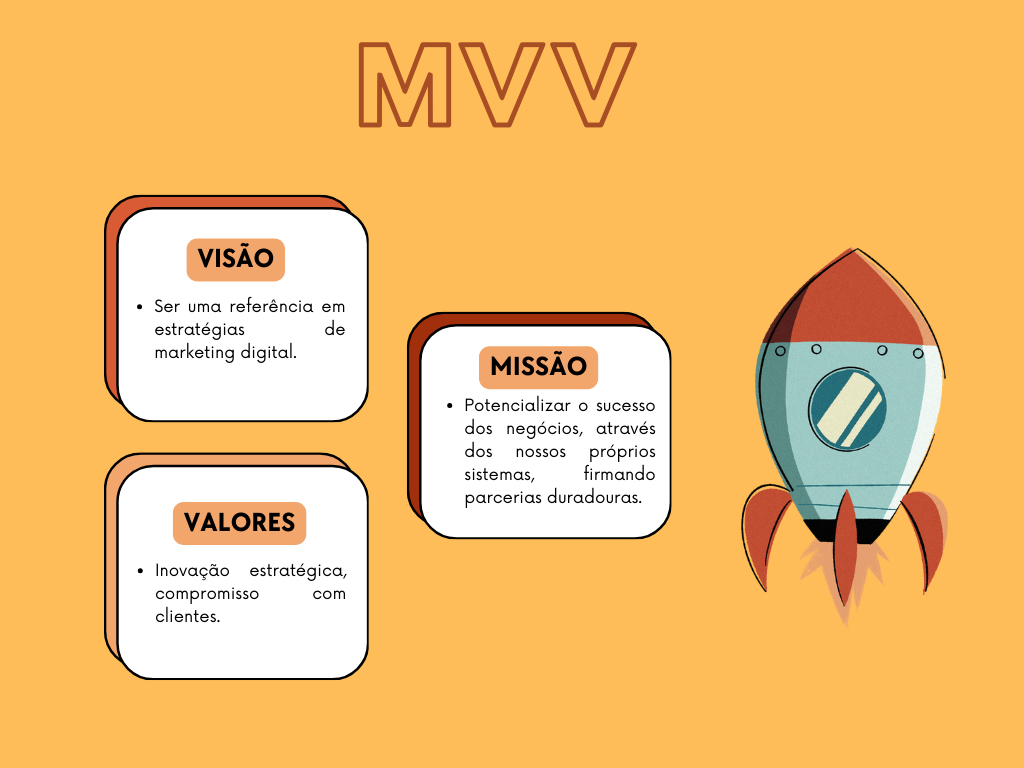 MVV
VISÃO
• Ser uma referência em
estratégias de
marketing digital.
MISSÃO
• Potencializar o sucesso
dos negócios, através
dos nossos próprios
sistemas, firmando
parcerias duradouras.
VALORES
• Inovação estratégica,
compromisso com
clientes.